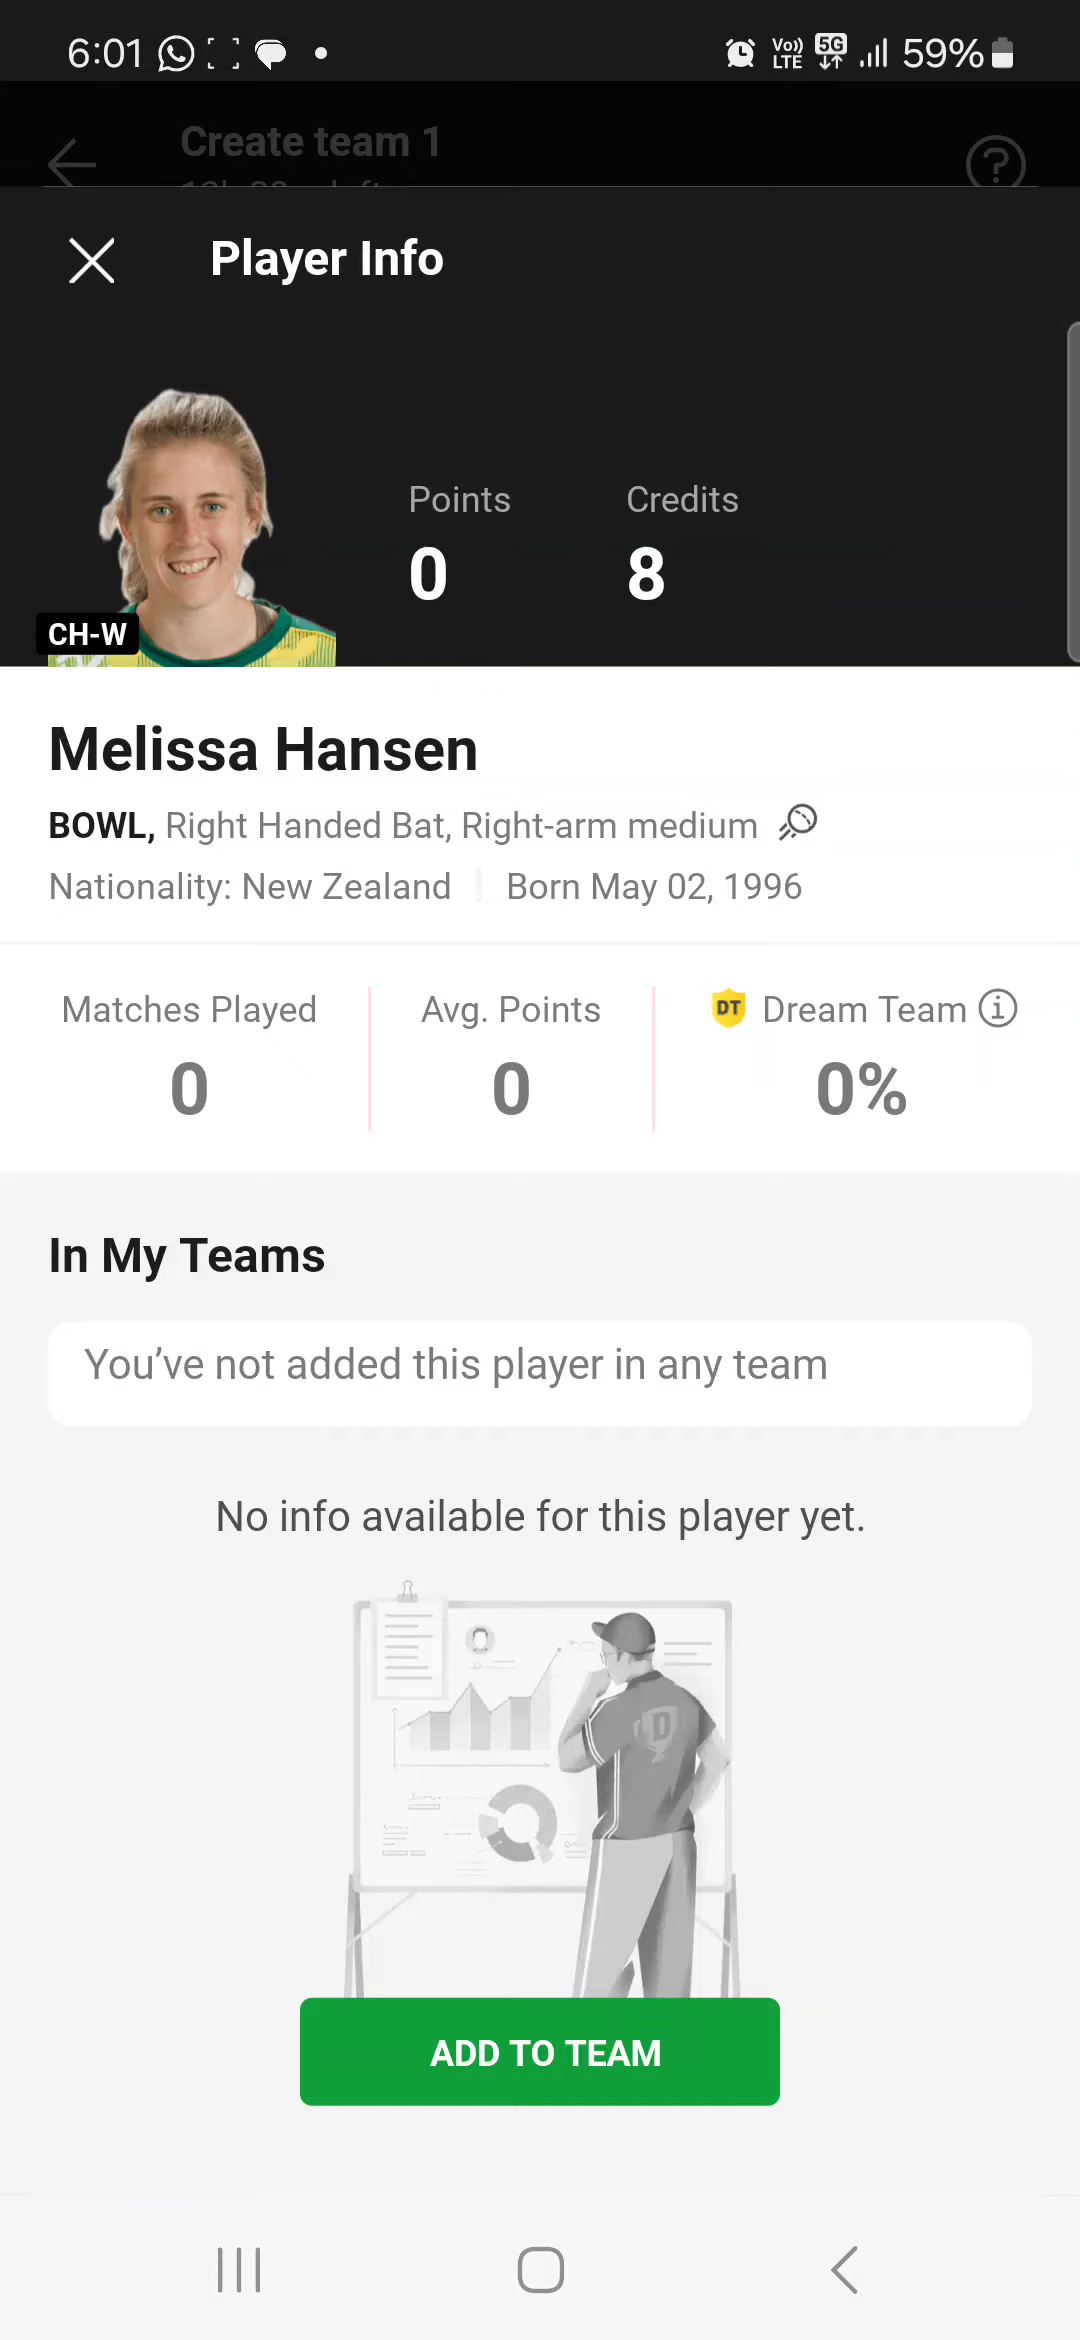 6:01 Vo)) LTE 5G 59%
Create team 1
Player Info
Points Credits
0 8
CH-W
Melissa Hansen
BOWL, Right Handed Bat, Right-arm medium
Nationality: New Zealand Born May 02, 1996
Matches Played Avg. Points DT Dream Team
0 0 0%
In My Teams
You’ve not added this player in any team
No info available for this player yet.
D
ADD TO TEAM